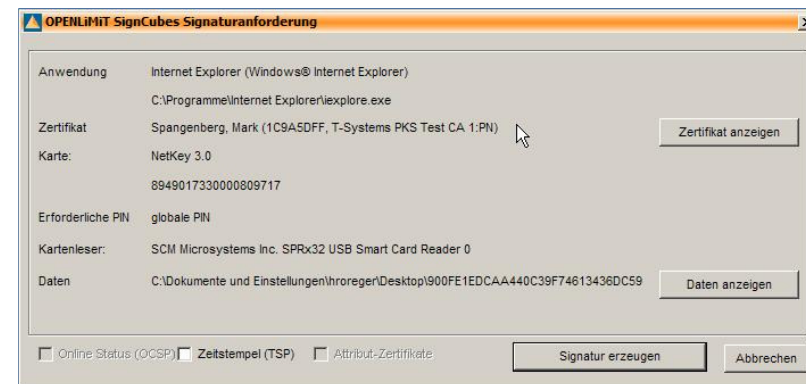 OPENLiMiT SignCubes Signaturanforderung
Anwendung Internet Explorer (Windows® Internet Explorer)
C:\Programme\Internet Explorer\iexplore.exe
Zertifikat Spangenberg, Mark (1C9A5DFF, T-Systems PKS Test CA 1:PN) Zertifikat anzeigen
Karte: NetKey 3.0
8949017330000809717
Erforderliche PIN globale PIN
Kartenleser: SCM Microsystems Inc. SPRx32 USB Smart Card Reader 0
Daten C:\Dokumente und Einstellungen\hroreger\Desktop\900FE1EDCAA440C39F74613436DC59 Daten anzeigen
Online Status (OCSP) Zeitstempel (TSP) Attribut-Zertifikate Signatur erzeugen Abbrechen